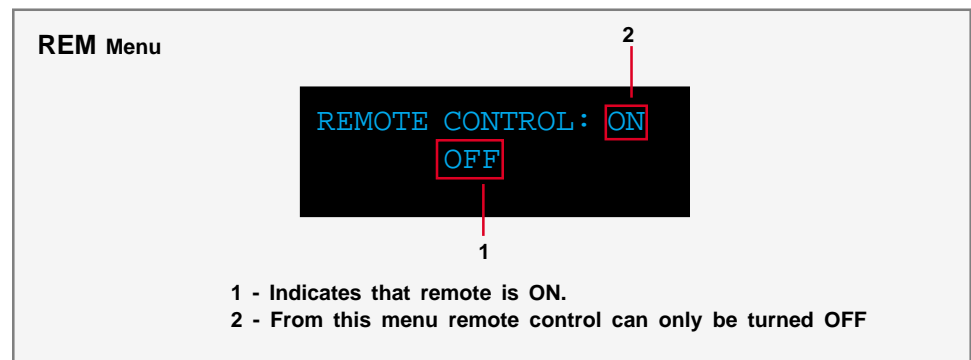 REM Menu
2
REMOTE CONTROL: ON
OFF
1
1 - Indicates that remote is ON.
2 - From this menu remote control can only be turned OFF